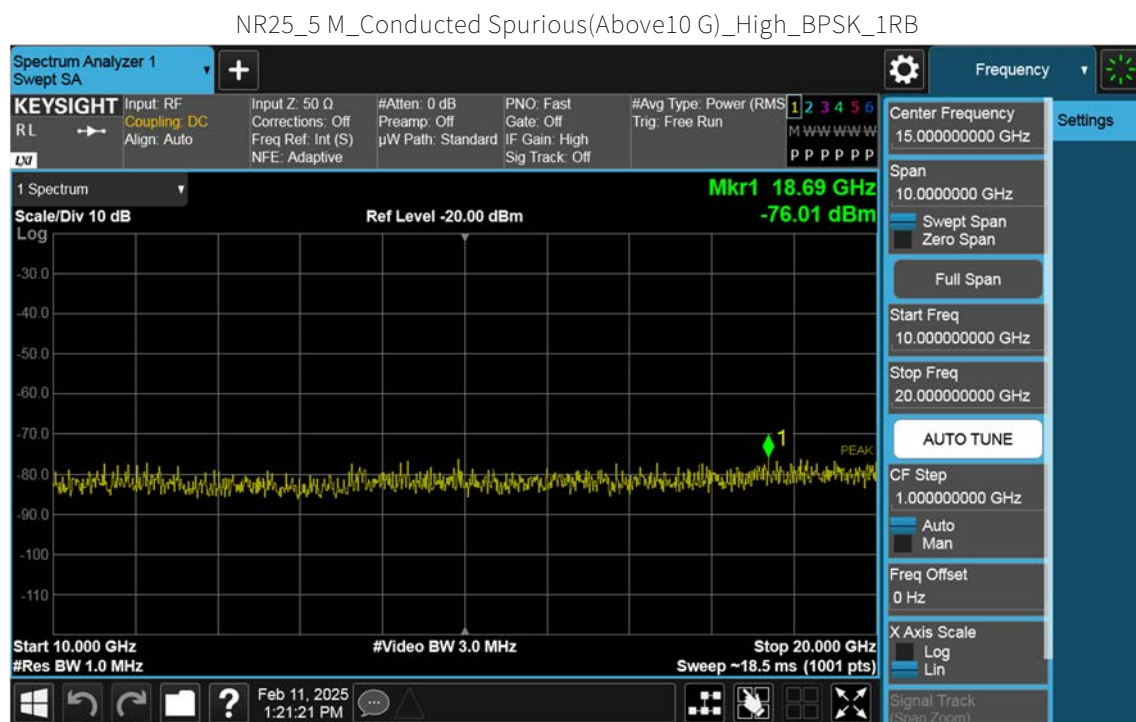 NR25_5 M_Conducted Spurious(Above10 G)_High_BPSK_1RB
Spectrum Analyzer 1
Swept SA
Frequency
KEYSIGHT
RL
LXI
Input: RF
Coupling: DC
Align: Auto
Input Z: 50 Ω
Corrections: Off
Freq Ref: Int (S)
NFE: Adaptive
#Atten: 0 dB
Preamp: Off
µW Path: Standard
PNO: Fast
Gate: Off
IF Gain: High
Sig Track: Off
#Avg Type: Power (RMS
Trig: Free Run
1 2 3 4 5 6
M W W W W W
P P P P P P
1 Spectrum
Scale/Div 10 dB
Log
Ref Level -20.00 dBm
Mkr1 18.69 GHz
-76.01 dBm
-30.0
-40.0
-50.0
-60.0
-70.0
-80.0
-90.0
-100
-110
1
PEAK
Start 10.000 GHz
#Res BW 1.0 MHz
#Video BW 3.0 MHz
Stop 20.000 GHz
Sweep ~18.5 ms (1001 pts)
Center Frequency
15.000000000 GHz
Span
10.0000000 GHz
Swept Span
Zero Span
Full Span
Start Freq
10.000000000 GHz
Stop Freq
20.000000000 GHz
AUTO TUNE
CF Step
1.000000000 GHz
Auto
Man
Freq Offset
0 Hz
X Axis Scale
Log
Lin
Signal Track
(Span Zoom)
Settings
?
Feb 11, 2025
1:21:21 PM